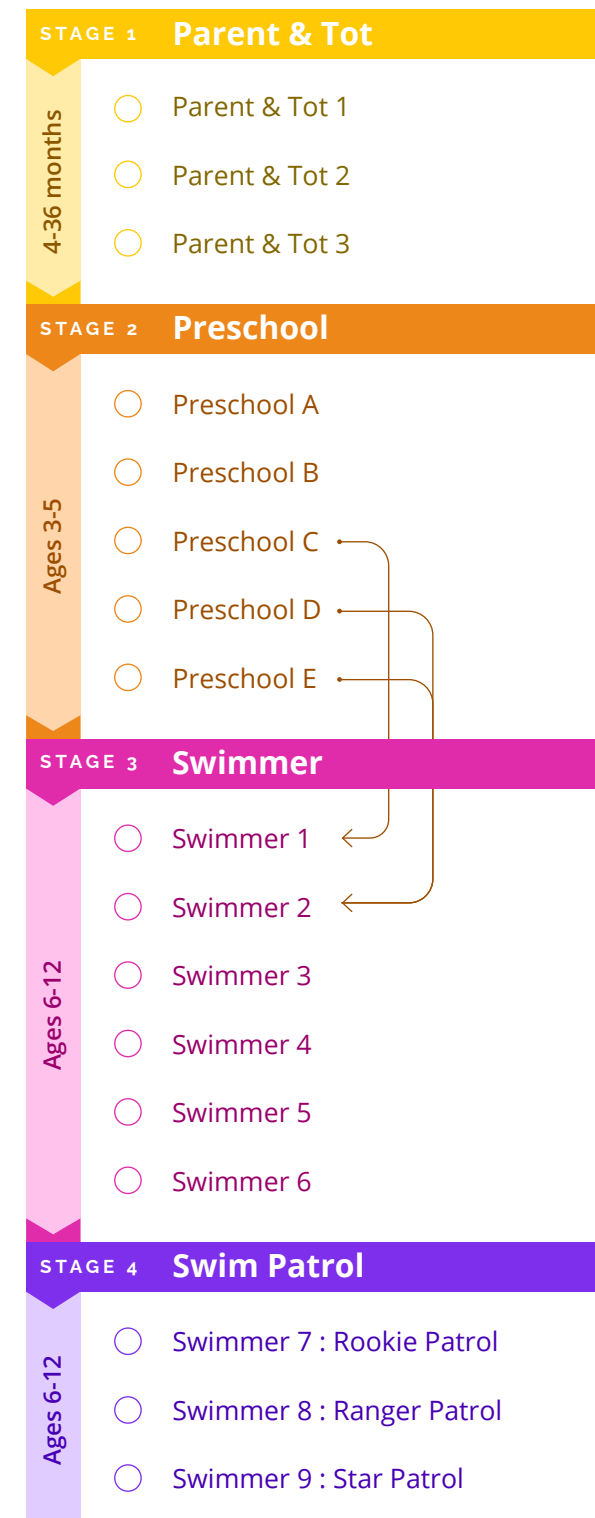 STAGE 1 Parent & Tot
4-36 months
Parent & Tot 1
Parent & Tot 2
Parent & Tot 3
STAGE 2 Preschool
Ages 3-5
Preschool A
Preschool B
Preschool C
Preschool D
Preschool E
STAGE 3 Swimmer
Ages 6-12
Swimmer 1
Swimmer 2
Swimmer 3
Swimmer 4
Swimmer 5
Swimmer 6
STAGE 4 Swim Patrol
Ages 6-12
Swimmer 7 : Rookie Patrol
Swimmer 8 : Ranger Patrol
Swimmer 9 : Star Patrol